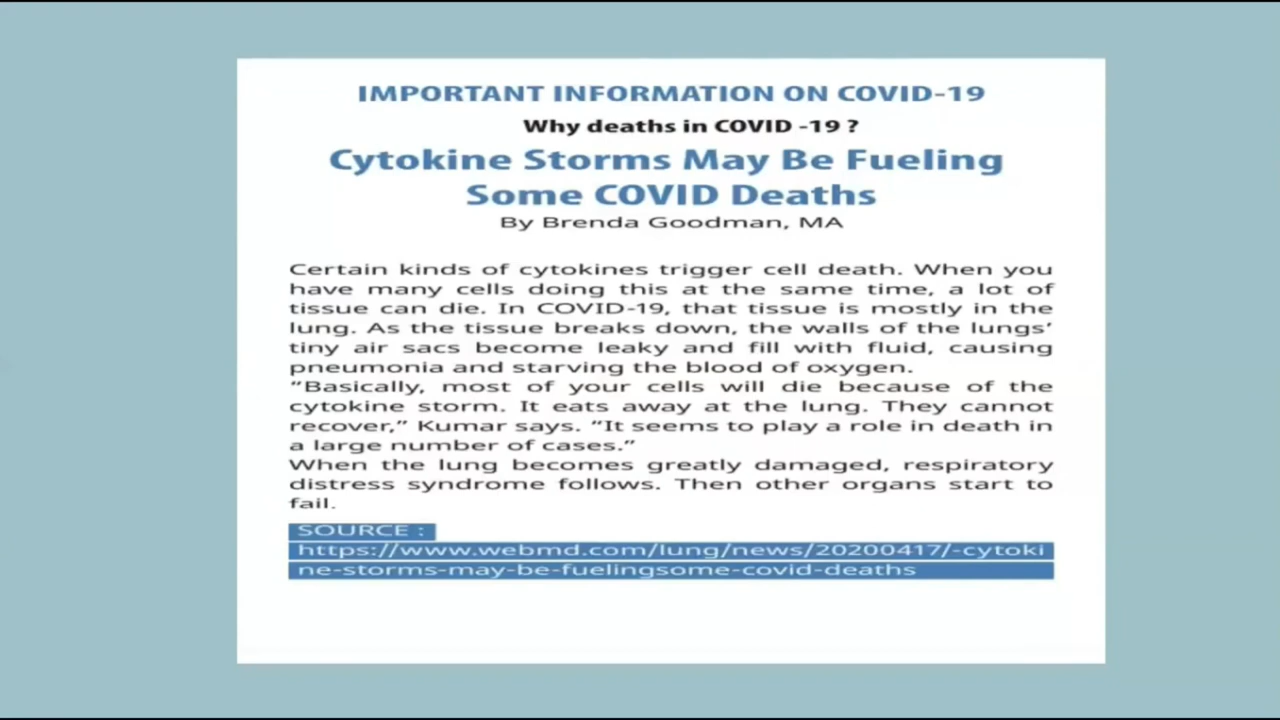 IMPORTANT INFORMATION ON COVID-19
Why deaths in COVID -19 ?
Cytokine Storms May Be Fueling
Some COVID Deaths
By Brenda Goodman, MA
Certain kinds of cytokines trigger cell death. When you
have many cells doing this at the same time, a lot of
tissue can die. In COVID-19, that tissue is mostly in the
lung. As the tissue breaks down, the walls of the lungs’
tiny air sacs become leaky and fill with fluid, causing
pneumonia and starving the blood of oxygen.
“Basically, most of your cells will die because of the
cytokine storm. It eats away at the lung. They cannot
recover,” Kumar says. “It seems to play a role in death in
a large number of cases.”
When the lung becomes greatly damaged, respiratory
distress syndrome follows. Then other organs start to
fail.
SOURCE :
https://www.webmd.com/lung/news/20200417/-cytoki
ne-storms-may-be-fuelingsome-covid-deaths